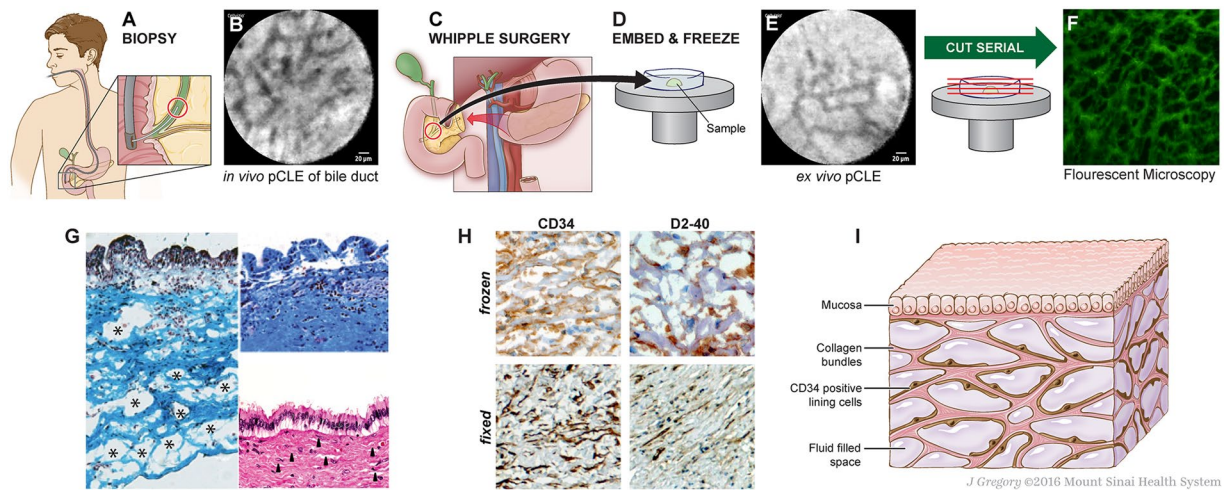 A
BIOPSY
B
20 µm
in vivo pCLE of bile duct
C
WHIPPLE SURGERY
D
EMBED & FREEZE
Sample
E
20 µm
ex vivo pCLE
CUT SERIAL
F
Flourescent Microscopy
G
*
*
*
*
*
*
*
*
*
H
CD34
D2-40
frozen
fixed
I
Mucosa
Collagen
bundles
CD34 positive
lining cells
Fluid filled
space
J Gregory ©2016 Mount Sinai Health System